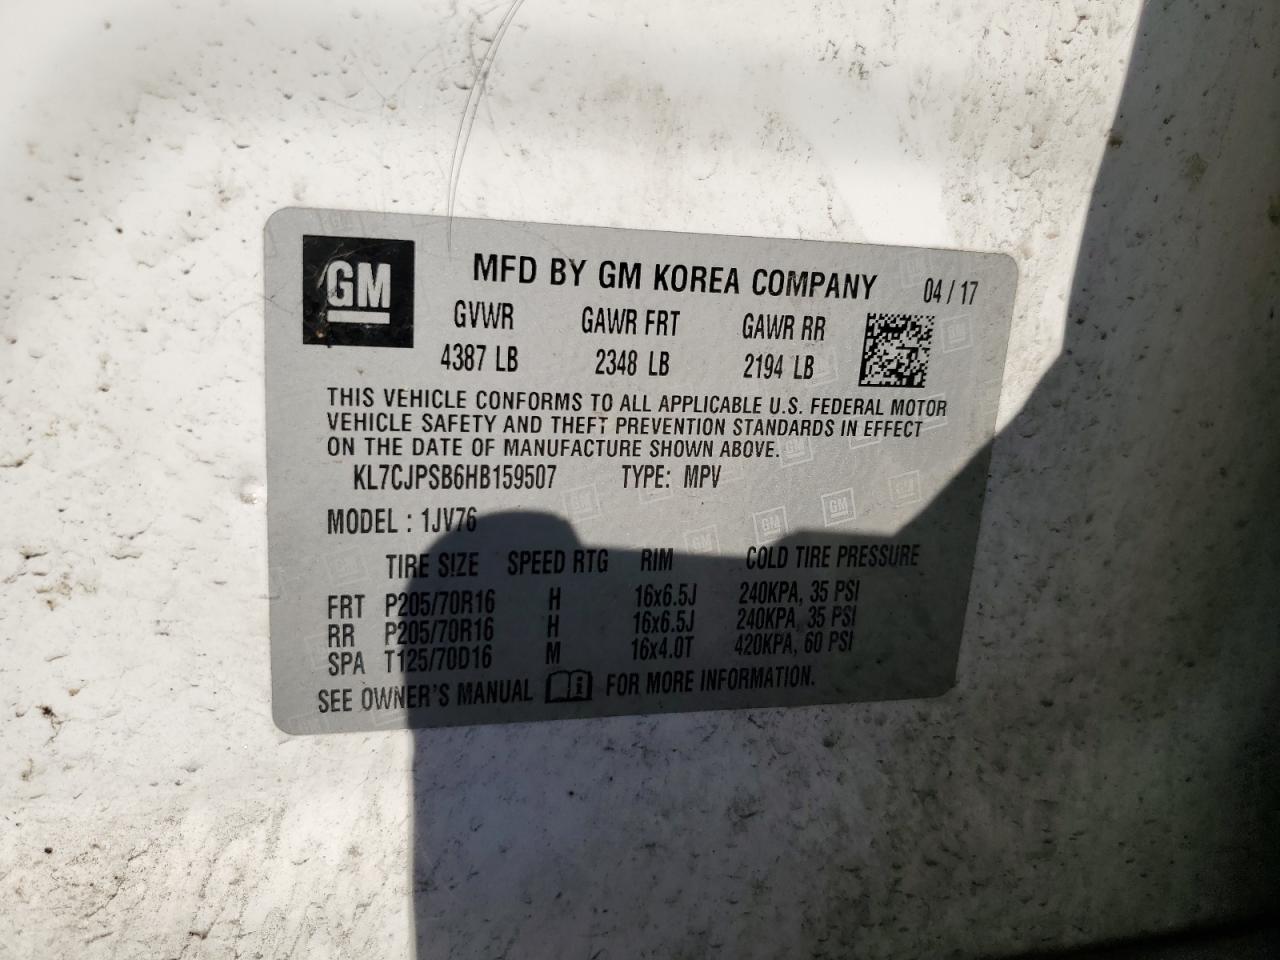 GM
MFD BY GM KOREA COMPANY 04 / 17
GVWR GAWR FRT GAWR RR
4387 LB 2348 LB 2194 LB
THIS VEHICLE CONFORMS TO ALL APPLICABLE U.S. FEDERAL MOTOR
VEHICLE SAFETY AND THEFT PREVENTION STANDARDS IN EFFECT
ON THE DATE OF MANUFACTURE SHOWN ABOVE.
KL7CJPSB6HB159507 TYPE: MPV
MODEL : 1JV76
TIRE SIZE SPEED RTG RIM COLD TIRE PRESSURE
FRT P205/70R16 H 16x6.5J 240KPA, 35 PSI
RR P205/70R16 H 16x6.5J 240KPA, 35 PSI
SPA T125/70D16 M 16x4.0T 420KPA, 60 PSI
SEE OWNER'S MANUAL i FOR MORE INFORMATION.